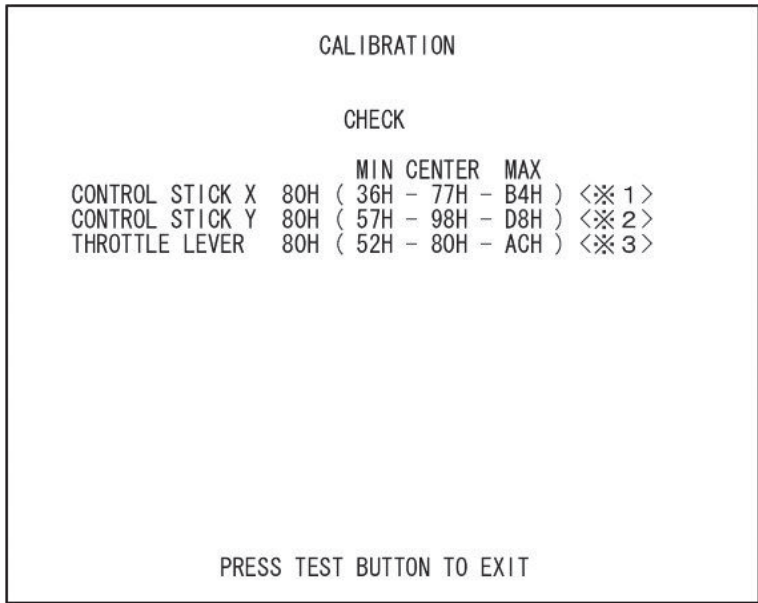 CALIBRATION
CHECK
MIN CENTER MAX
CONTROL STICK X 80H ( 36H - 77H - B4H ) <※1>
CONTROL STICK Y 80H ( 57H - 98H - D8H ) <※2>
THROTTLE LEVER 80H ( 52H - 80H - ACH ) <※3>
PRESS TEST BUTTON TO EXIT